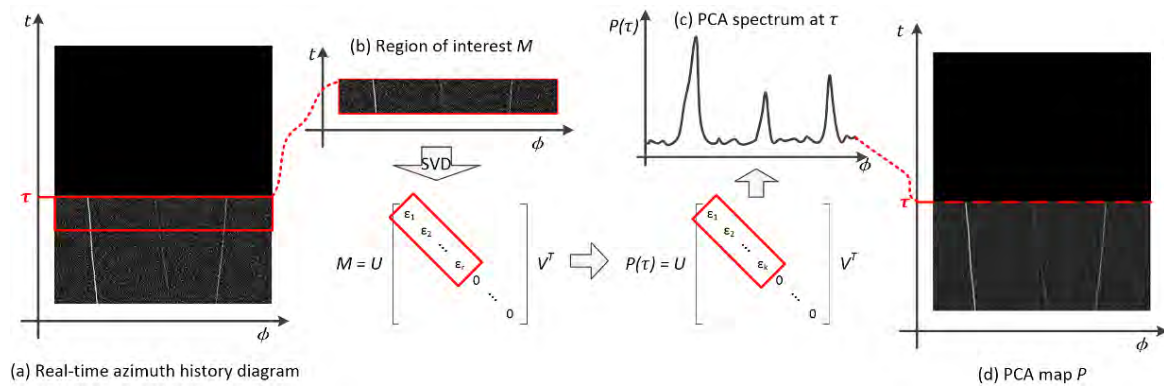 t
τ
ϕ
(a) Real-time azimuth history diagram
(b) Region of interest M
t
ϕ
SVD
M = U
ε1
ε2
...
εr
0
...
0
V^T
P(τ) = U
ε1
ε2
...
εk
0
...
0
V^T
(c) PCA spectrum at τ
P(τ)
ϕ
t
τ
ϕ
(d) PCA map P